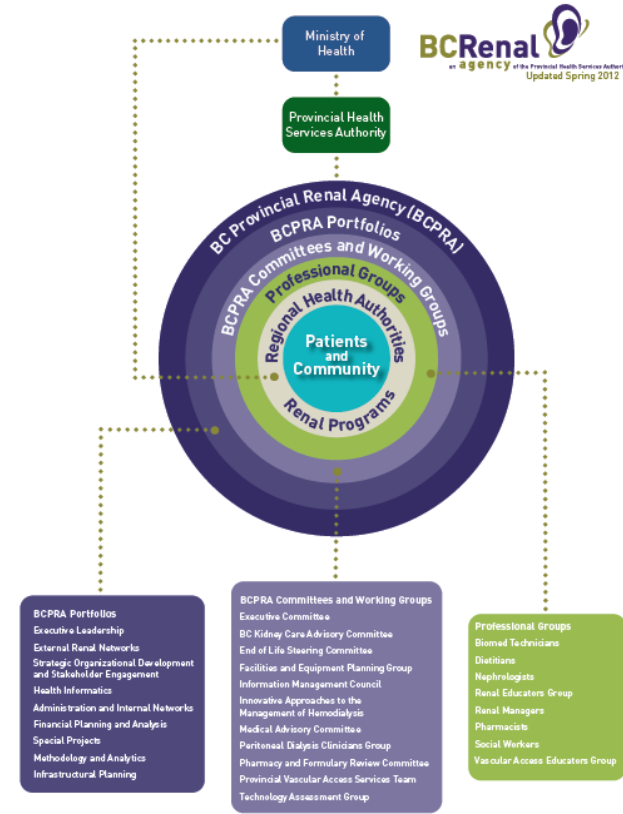 Ministry of
Health
BCRenal
an agency of the Provincial Health Services Authority
Updated Spring 2012
Provincial Health
Services Authority
BC Provincial Renal Agency (BCPRA)
BCPRA Portfolios
BCPRA Committees and Working Groups
Professional Groups
Regional Health Authorities
Patients
and
Community
Renal Programs
BCPRA Portfolios
Executive Leadership
External Renal Networks
Strategic Organizational Development
and Stakeholder Engagement
Health Informatics
Administration and Internal Networks
Financial Planning and Analysis
Special Projects
Methodology and Analytics
Infrastructural Planning
BCPRA Committees and Working Groups
Executive Committee
BC Kidney Care Advisory Committee
End of Life Steering Committee
Facilities and Equipment Planning Group
Information Management Council
Innovative Approaches to the
Management of Hemodialysis
Medical Advisory Committee
Peritoneal Dialysis Clinicians Group
Pharmacy and Formulary Review Committee
Provincial Vascular Access Services Team
Technology Assessment Group
Professional Groups
Biomed Technicians
Dietitians
Nephrologists
Renal Educators Group
Renal Managers
Pharmacists
Social Workers
Vascular Access Educators Group